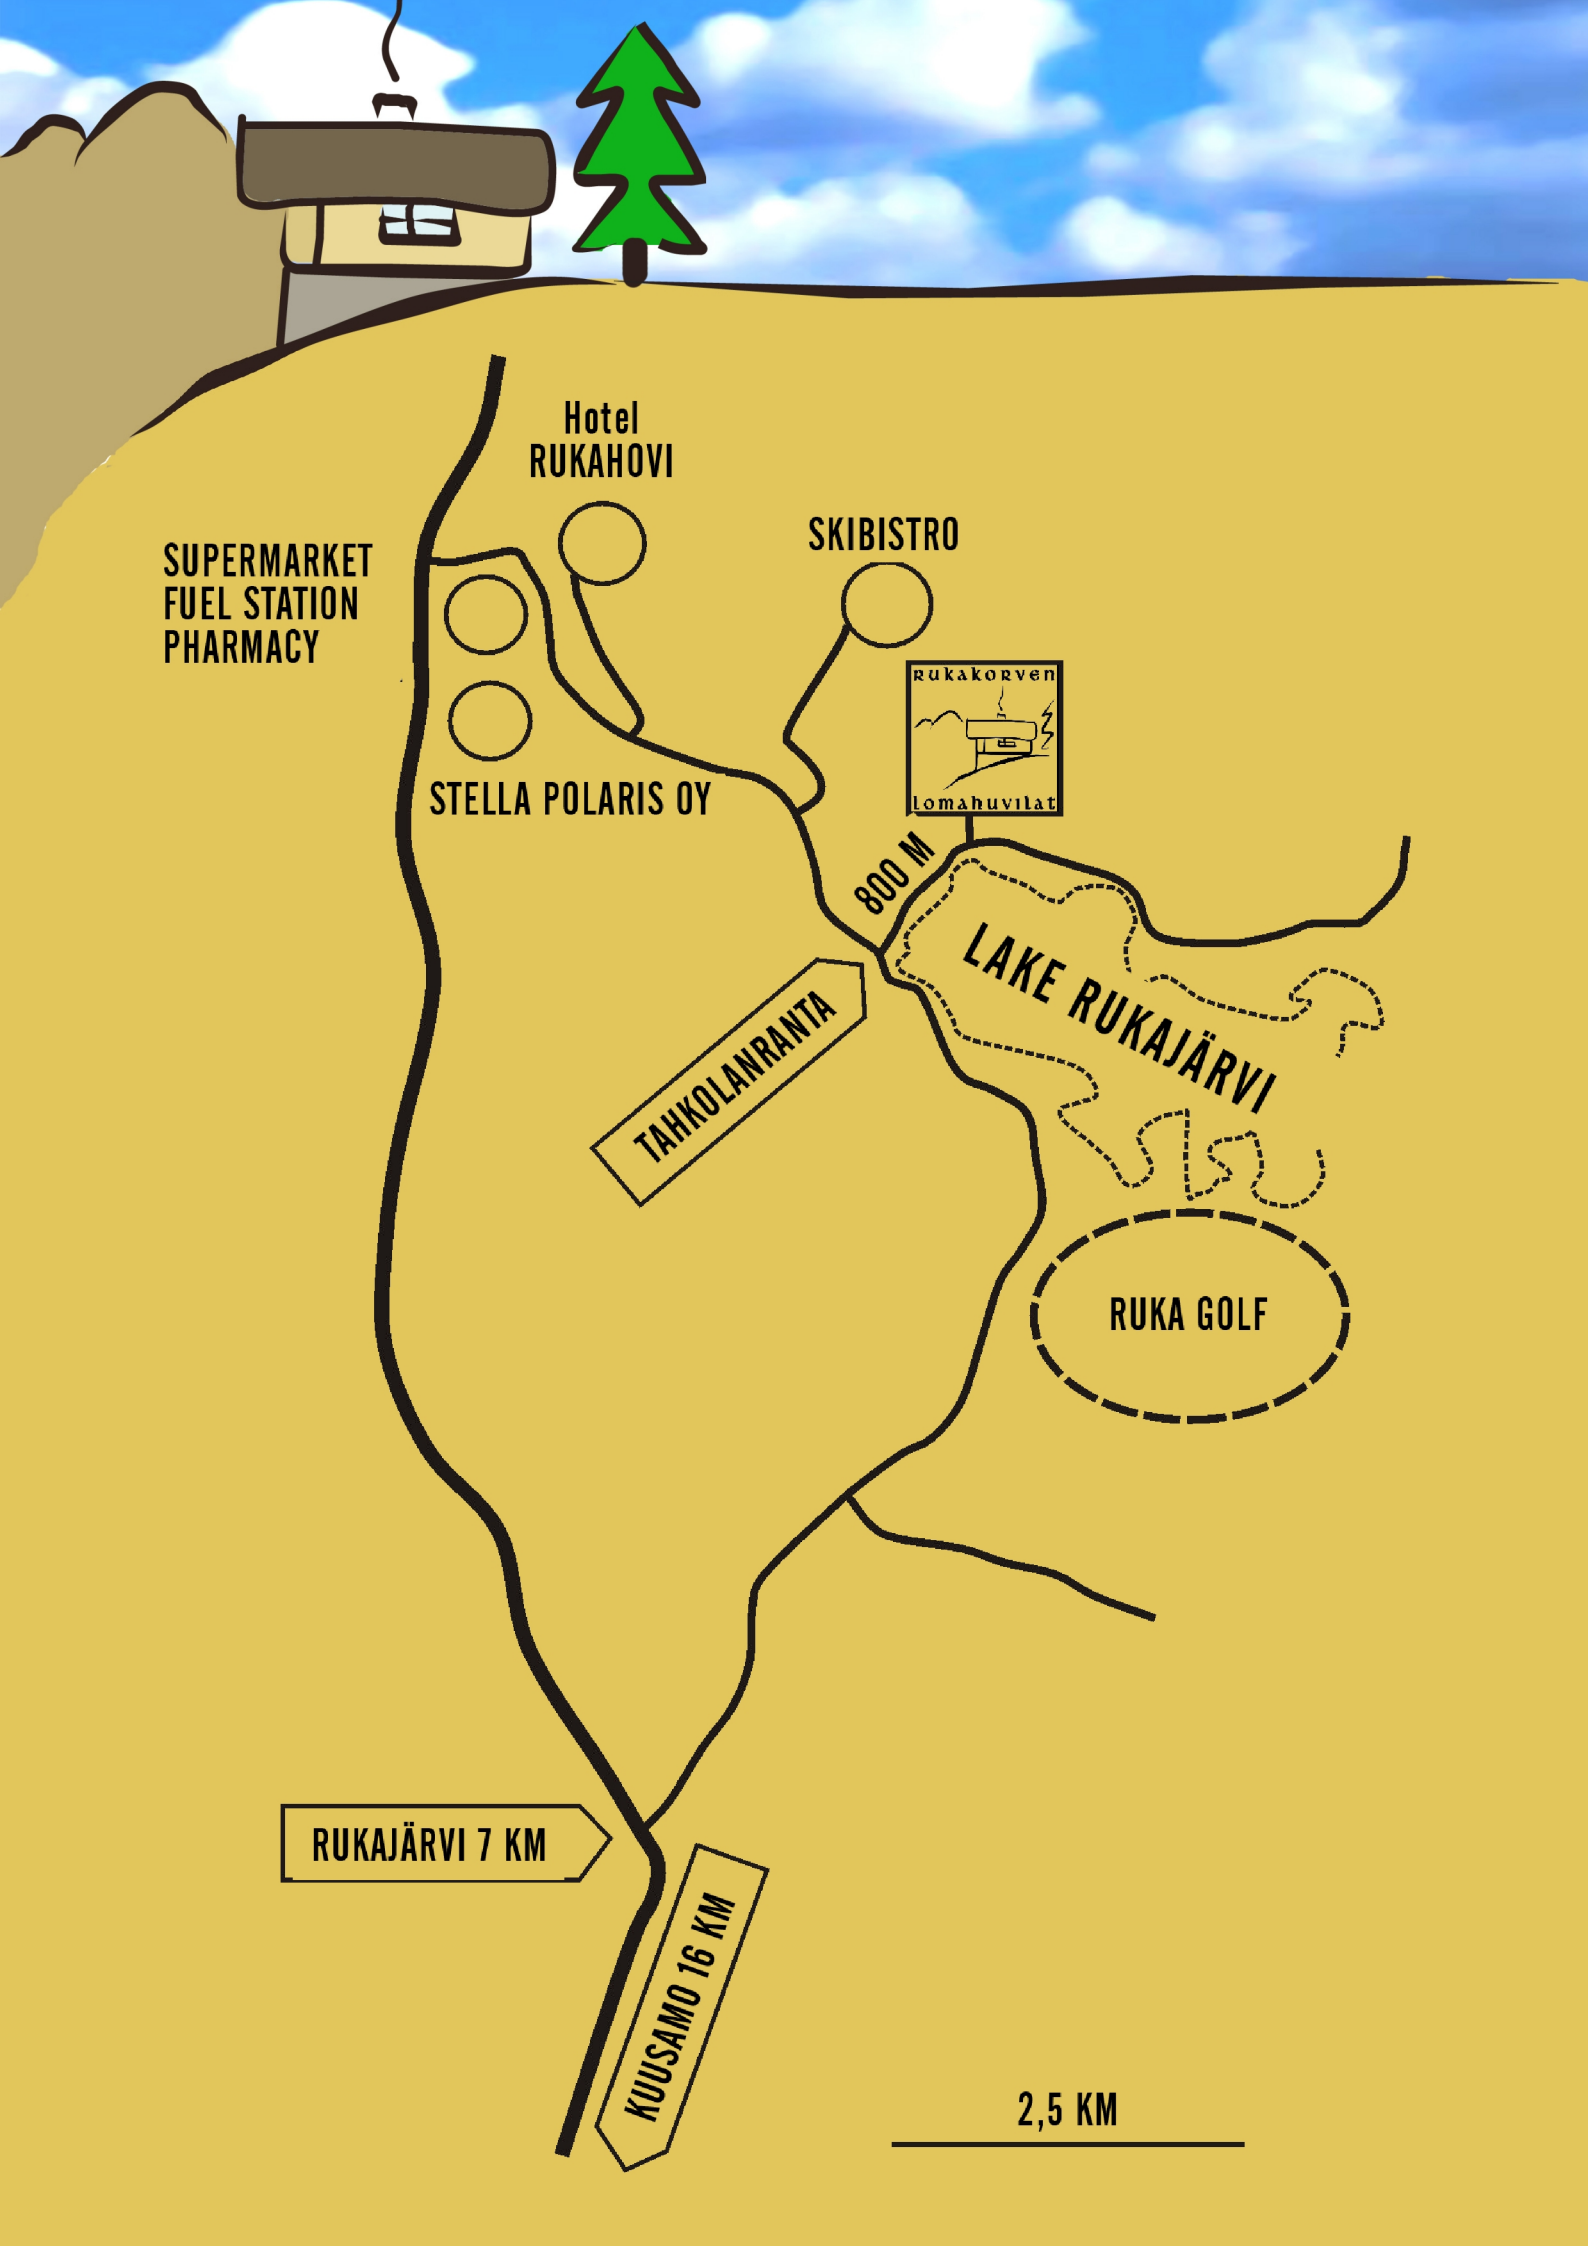 Hotel
RUKAHOVI
SKIBISTRO
SUPERMARKET
FUEL STATION
PHARMACY
RUKAKORVEN
Lomahuvilat
STELLA POLARIS OY
800 M
LAKE RUKAJÄRVI
TAHKOLANRANTA
RUKA GOLF
RUKAJÄRVI 7 KM
KUUSAMO 16 KM
2,5 KM